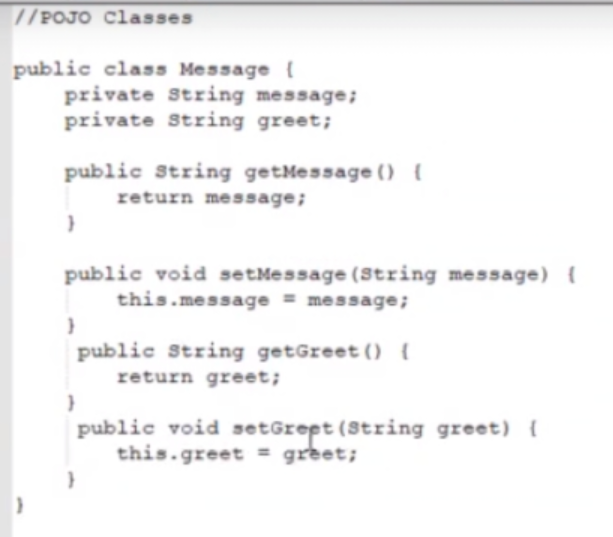 //POJO Classes
public class Message {
private String message;
private String greet;
public String getMessage() {
return message;
}
public void setMessage(String message) {
this.message = message;
}
public String getGreet() {
return greet;
}
public void setGreet(String greet) {
this.greet = greet;
}
}